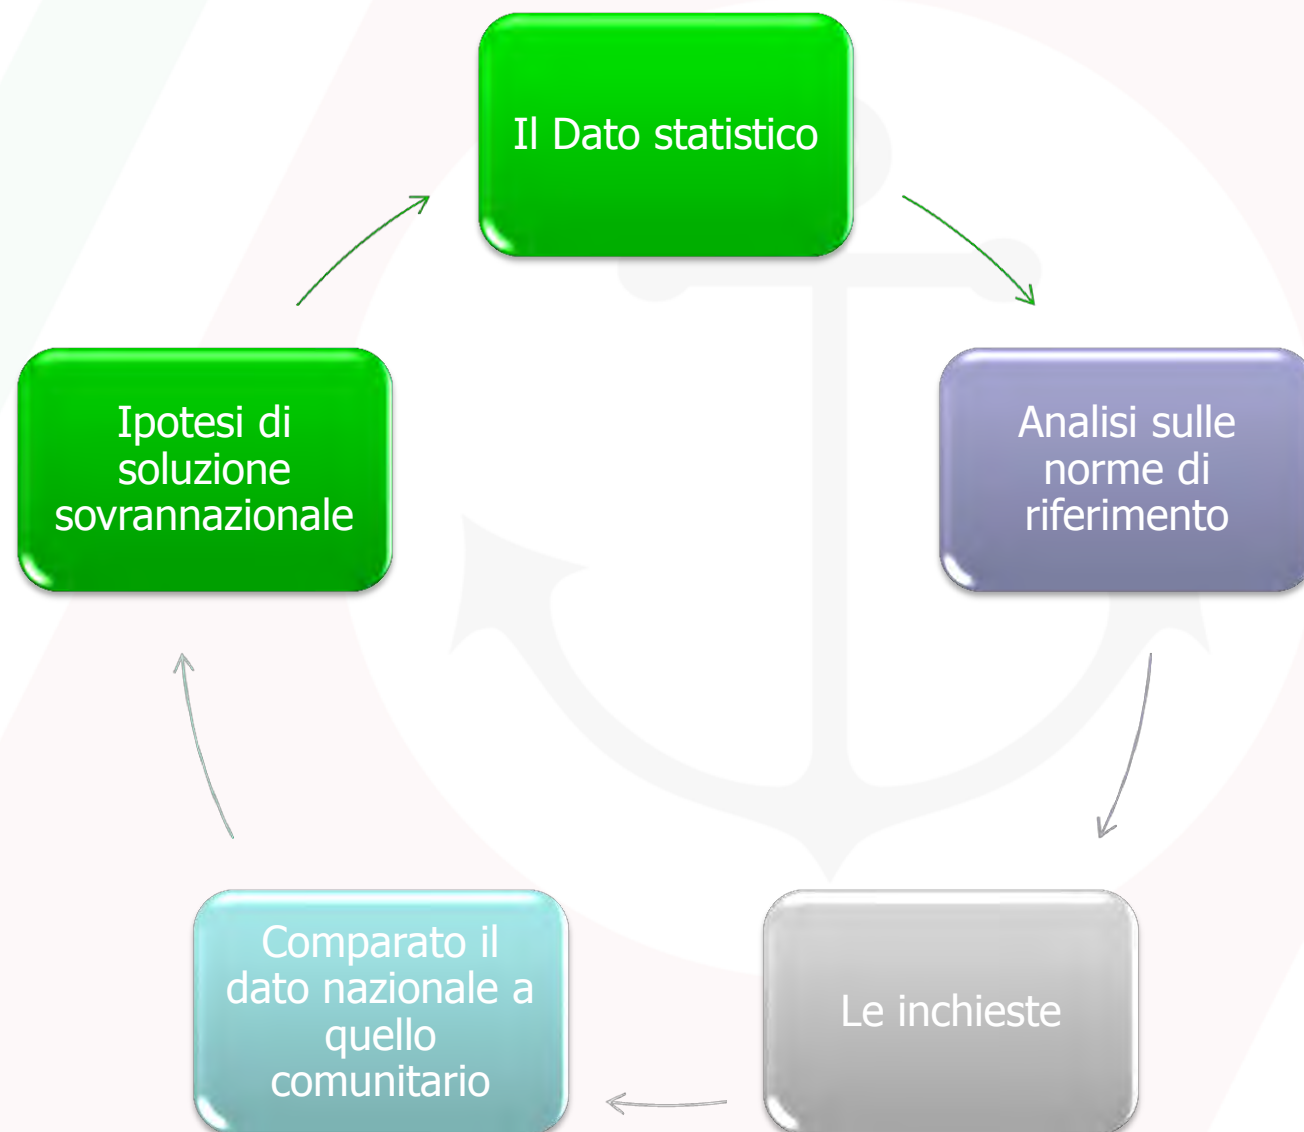 Il Dato statistico
Analisi sulle
norme di
riferimento
Le inchieste
Comparato il
dato nazionale a
quello
comunitario
Ipotesi di
soluzione
sovrannazionale